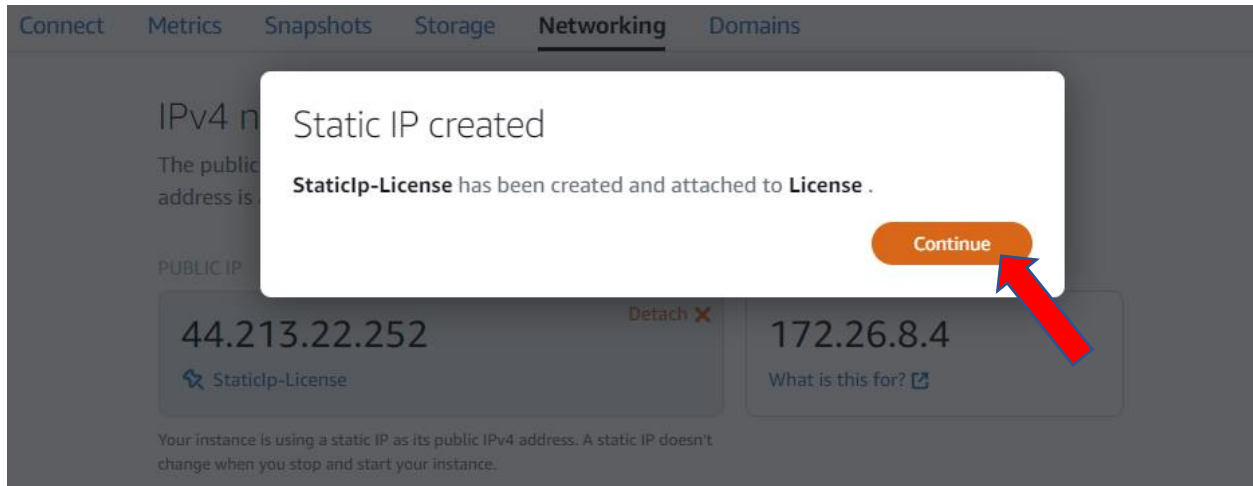 Connect Metrics Snapshots Storage Networking Domains
IPv4 n
Static IP created
The public
address is
StaticIp-License has been created and attached to License .
Continue
PUBLIC IP
Detach
44.213.22.252
StaticIp-License
172.26.8.4
What is this for?
Your instance is using a static IP as its public IPv4 address. A static IP doesn't
change when you stop and start your instance.